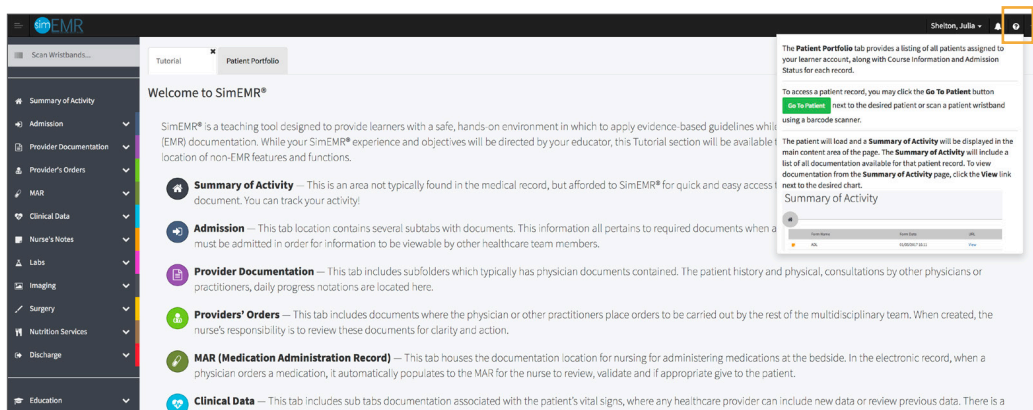 simEMR
Shelton, Julia
Scan Wristbands...
Summary of Activity
Admission
Provider Documentation
Provider's Orders
MAR
Clinical Data
Nurse's Notes
Labs
Imaging
Surgery
Nutrition Services
Discharge
Education
Tutorial
Patient Portfolio
Welcome to SimEMR®
SimEMR® is a teaching tool designed to provide learners with a safe, hands-on environment in which to apply evidence-based guidelines whil
(EMR) documentation. While your SimEMR® experience and objectives will be directed by your educator, this Tutorial section will be available t
location of non-EMR features and functions.
Summary of Activity — This is an area not typically found in the medical record, but afforded to SimEMR® for quick and easy access t
document. You can track your activity!
Admission — This tab location contains several subtabs with documents. This information all pertains to required documents when a
must be admitted in order for information to be viewable by other healthcare team members.
Provider Documentation — This tab includes subfolders which typically has physician documents contained. The patient history and physical, consultations by other physicians or
practitioners, daily progress notations are located here.
Providers' Orders — This tab includes documents where the physician or other practitioners place orders to be carried out by the rest of the multidisciplinary team. When created, the
nurse's responsibility is to review these documents for clarity and action.
MAR (Medication Administration Record) — This tab houses the documentation location for nursing for administering medications at the bedside. In the electronic record, when a
physician orders a medication, it automatically populates to the MAR for the nurse to review, validate and if appropriate give to the patient.
Clinical Data — This tab includes sub tabs documentation associated with the patient's vital signs, where any healthcare provider can include new data or review previous data. There is a
The Patient Portfolio tab provides a listing of all patients assigned to
your learner account, along with Course Information and Admission
Status for each record.
To access a patient record, you may click the Go To Patient button
Go To Patient next to the desired patient or scan a patient wristband
using a barcode scanner.
The patient will load and a Summary of Activity will be displayed in the
main content area of the page. The Summary of Activity will include a
list of all documentation available for that patient record. To view
documentation from the Summary of Activity page, click the View link
next to the desired chart.
Summary of Activity
Form Name Form Date URL
ADL View